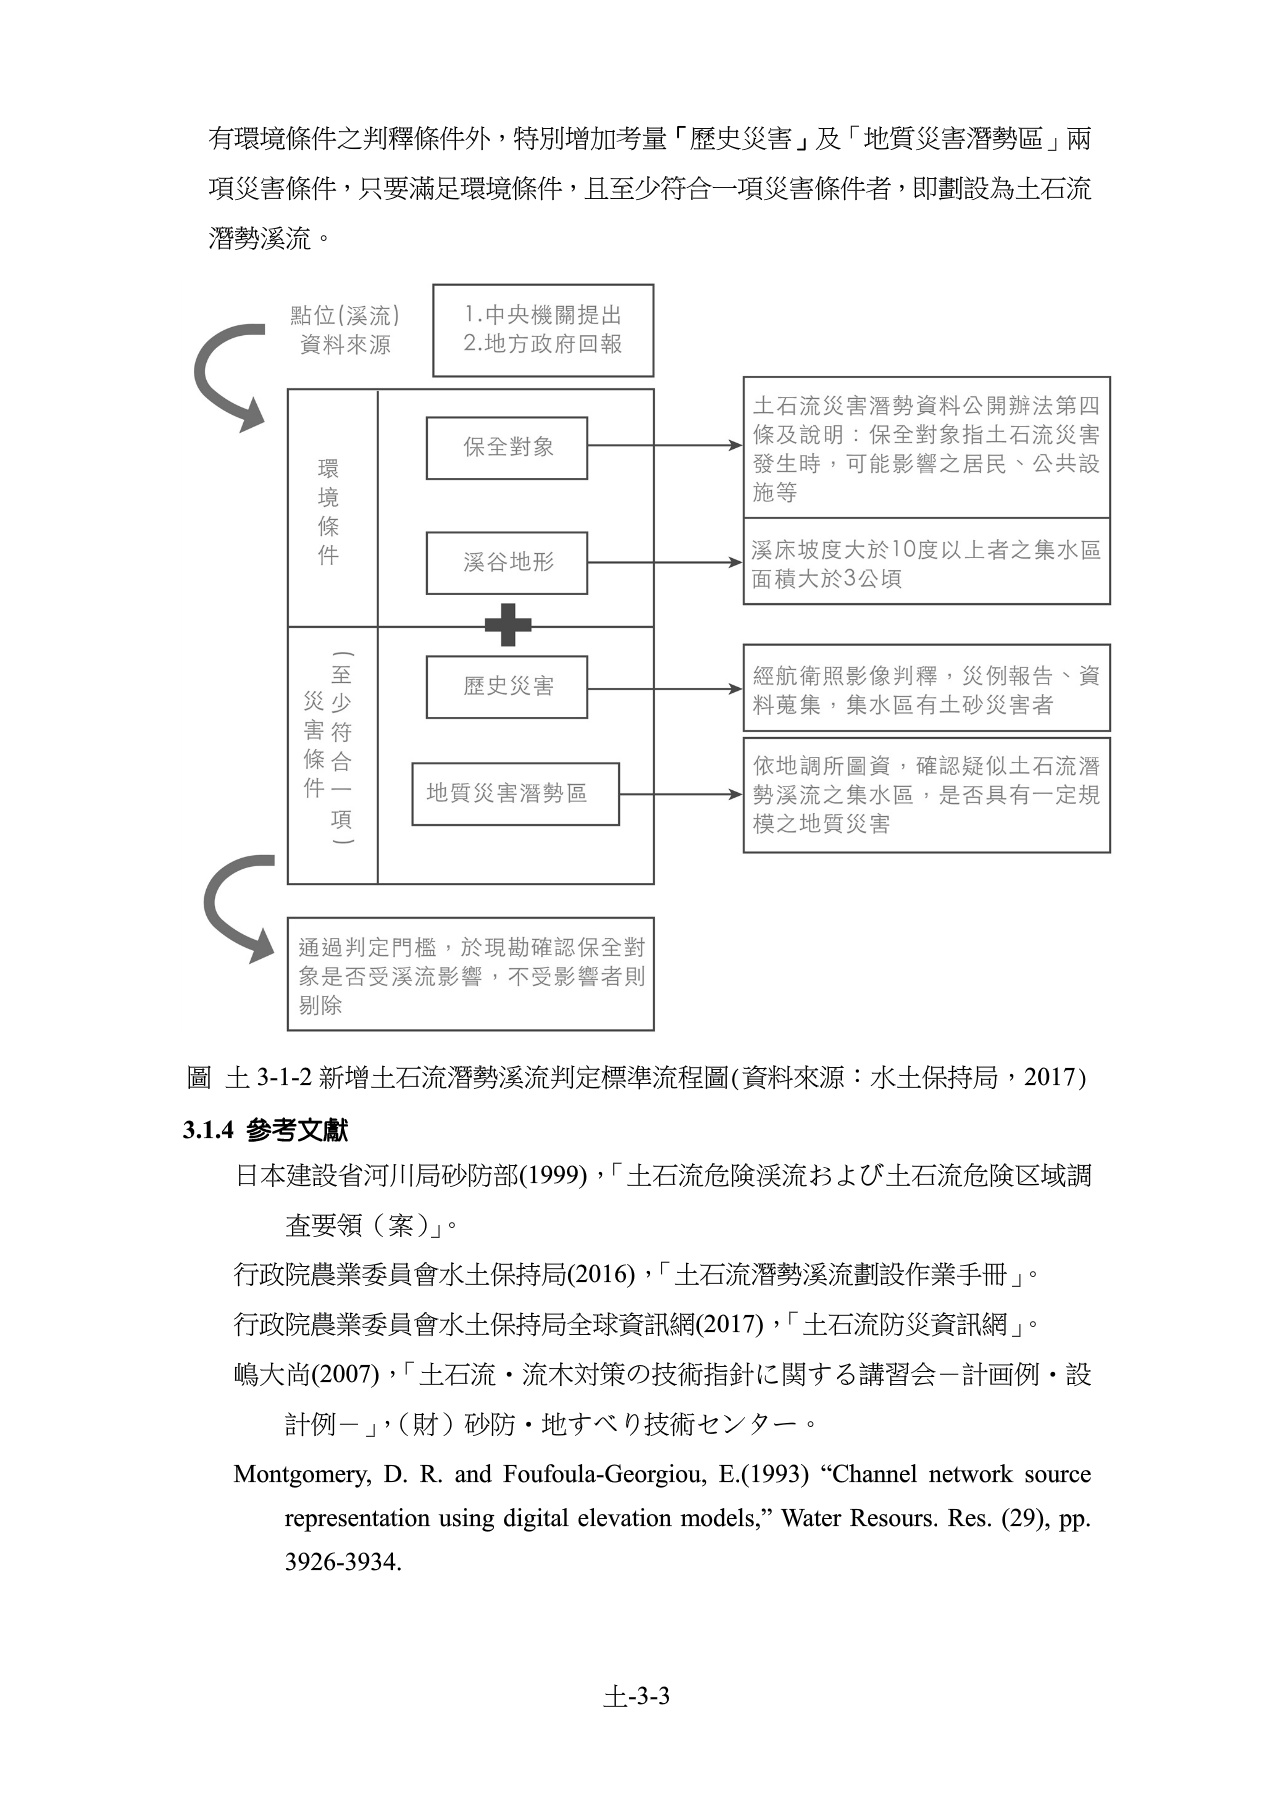 有環境條件之判釋條件外，特別增加考量「歷史災害」及「地質災害潛勢區」兩
項災害條件，只要滿足環境條件，且至少符合一項災害條件者，即劃設為土石流
潛勢溪流。
點位(溪流)
資料來源
1.中央機關提出
2.地方政府回報
環境條件
保全對象
土石流災害潛勢資料公開辦法第四
條及說明：保全對象指土石流災害
發生時，可能影響之居民、公共設
施等
溪谷地形
溪床坡度大於10度以上者之集水區
面積大於3公頃
災害條件
（至少符合一項）
歷史災害
經航衛照影像判釋，災例報告、資
料蒐集，集水區有土砂災害者
地質災害潛勢區
依地調所圖資，確認疑似土石流潛
勢溪流之集水區，是否具有一定規
模之地質災害
通過判定門檻，於現勘確認保全對
象是否受溪流影響，不受影響者則
剔除
圖 土 3-1-2 新增土石流潛勢溪流判定標準流程圖(資料來源：水土保持局，2017)
3.1.4 參考文獻
日本建設省河川局砂防部(1999)，「土石流危險渓流および土石流危險区域調
查要領（案）」。
行政院農業委員會水土保持局(2016)，「土石流潛勢溪流劃設作業手冊」。
行政院農業委員會水土保持局全球資訊網(2017)，「土石流防災資訊網」。
嶋大尚(2007)，「土石流・流木対策の技術指針に関する講習会－計画例・設
計例－」，（財）砂防・地すべり技術センター。
Montgomery, D. R. and Foufoula-Georgiou, E.(1993) “Channel network source
representation using digital elevation models,” Water Resours. Res. (29), pp.
3926-3934.
土-3-3